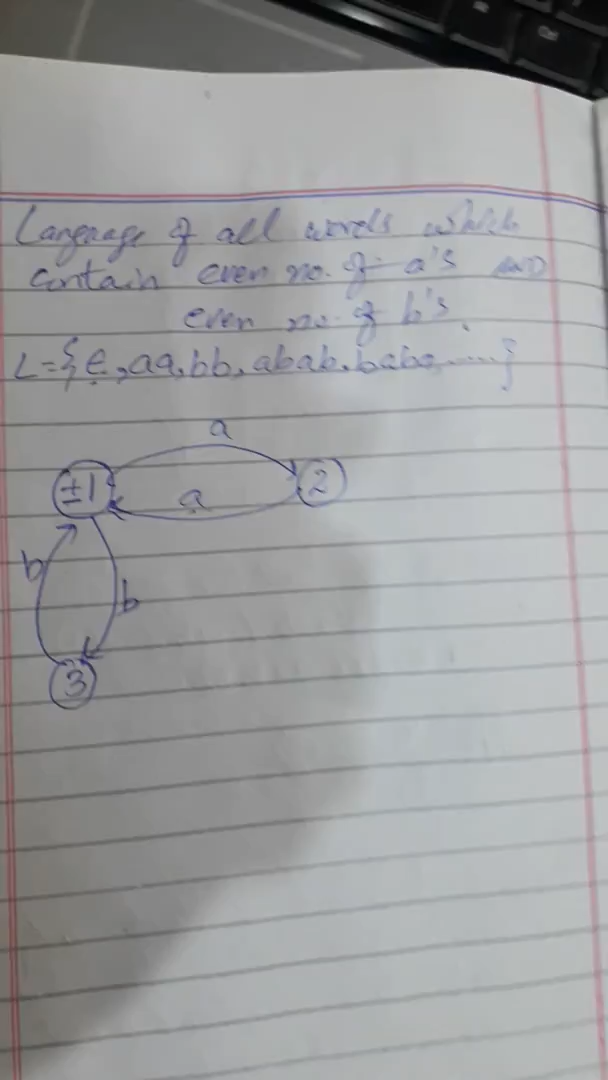 Language of all words which
contain even no. of a's AND
even no. of b's.
L={e,aa,bb,abab,baba,....}
a
±1
2
a
b
b
3